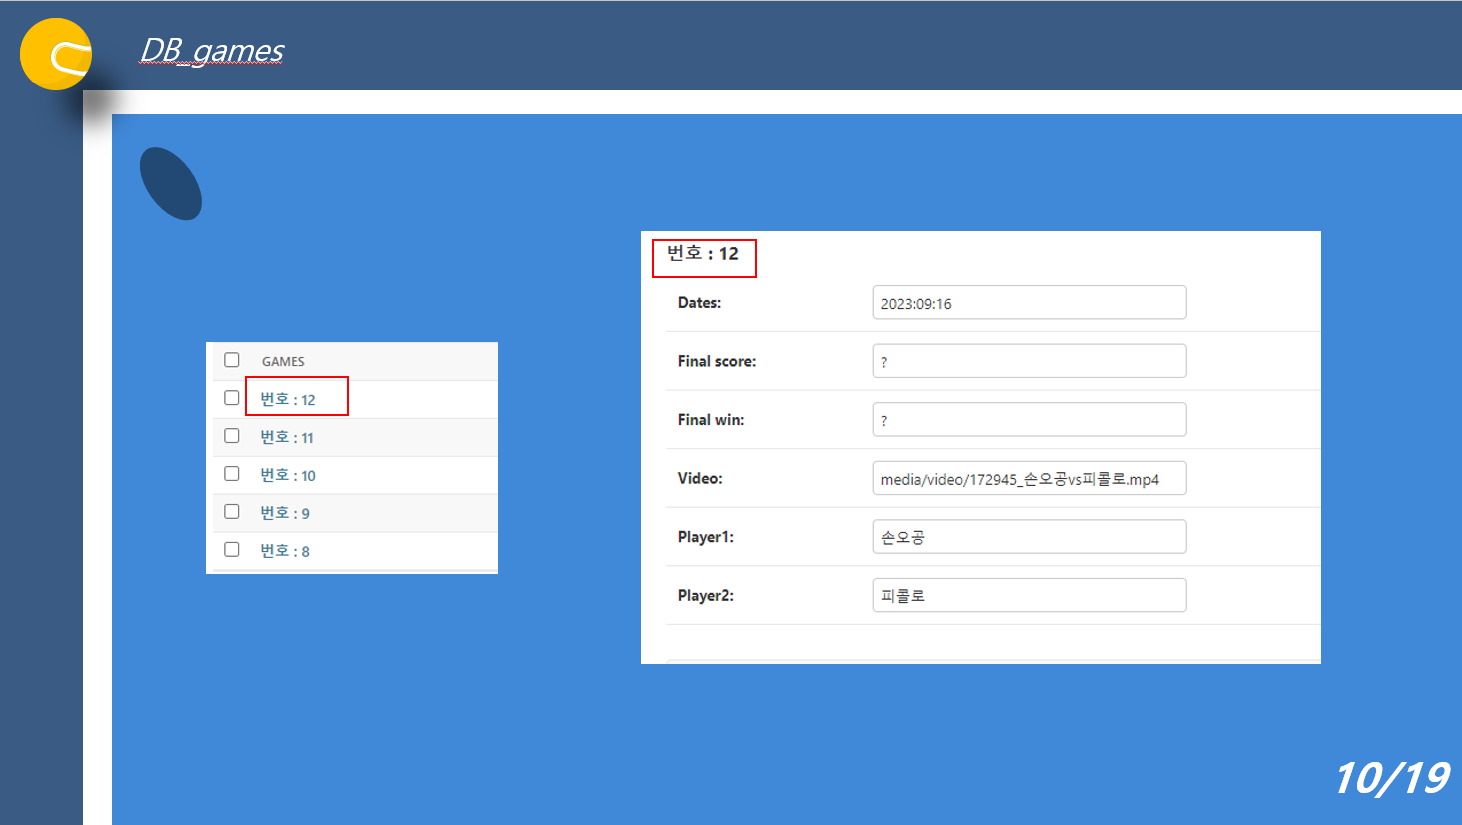 DB_games
GAMES
번호 : 12
번호 : 11
번호 : 10
번호 : 9
번호 : 8
번호 : 12
Dates: 2023:09:16
Final score: ?
Final win: ?
Video: media/video/172945_손오공vs피콜로.mp4
Player1: 손오공
Player2: 피콜로
10/19